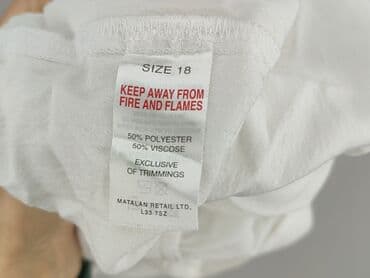 SIZE 18
KEEP AWAY FROM
FIRE AND FLAMES
50% POLYESTER
50% VISCOSE
EXCLUSIVE
OF TRIMMINGS
MATALAN RETAIL LTD.
L33 7SZ